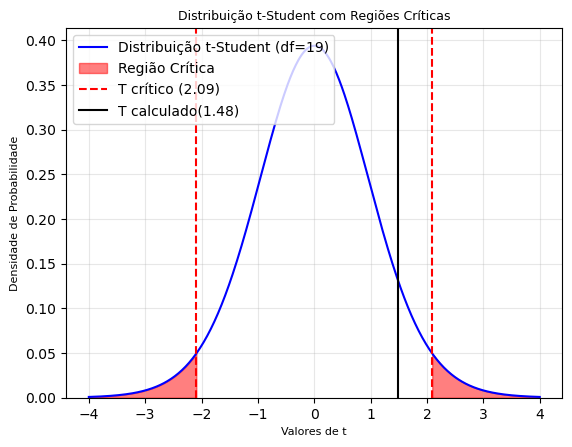 Distribuição t-Student com Regiões Críticas
Distribuição t-Student (df=19)
Região Crítica
T crítico (2.09)
T calculado(1.48)
Densidade de Probabilidade
0.40
0.35
0.30
0.25
0.20
0.15
0.10
0.05
0.00
−4 −3 −2 −1 0 1 2 3 4
Valores de t